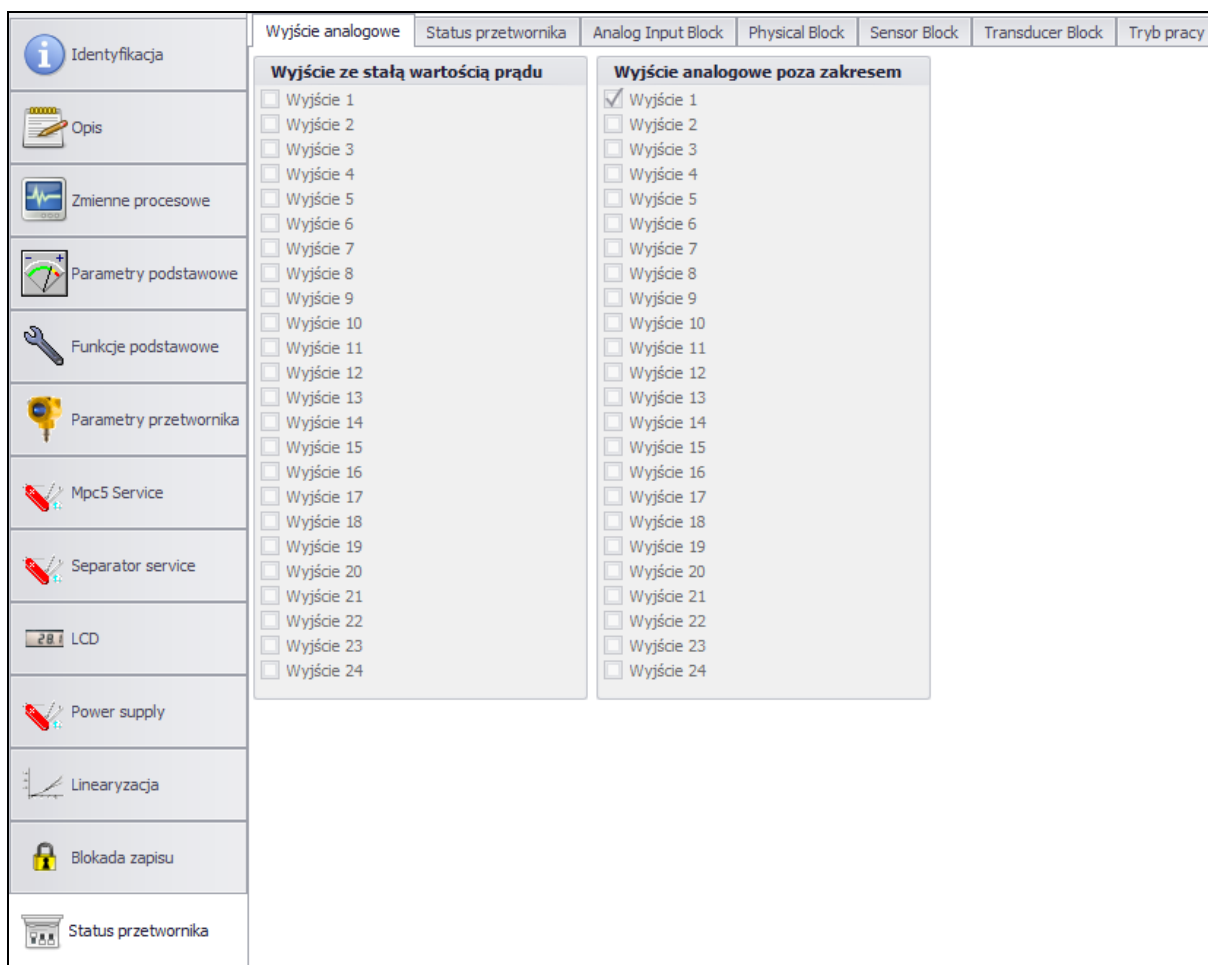 Identyfikacja
Opis
Zmienne procesowe
Parametry podstawowe
Funkcje podstawowe
Parametry przetwornika
Mpc5 Service
Separator service
28.1 LCD
Power supply
Linearyzacja
Blokada zapisu
Status przetwornika
Wyjście analogowe Status przetwornika Analog Input Block Physical Block Sensor Block Transducer Block Tryb pracy
Wyjście ze stałą wartością prądu
Wyjście 1
Wyjście 2
Wyjście 3
Wyjście 4
Wyjście 5
Wyjście 6
Wyjście 7
Wyjście 8
Wyjście 9
Wyjście 10
Wyjście 11
Wyjście 12
Wyjście 13
Wyjście 14
Wyjście 15
Wyjście 16
Wyjście 17
Wyjście 18
Wyjście 19
Wyjście 20
Wyjście 21
Wyjście 22
Wyjście 23
Wyjście 24
Wyjście analogowe poza zakresem
Wyjście 1
Wyjście 2
Wyjście 3
Wyjście 4
Wyjście 5
Wyjście 6
Wyjście 7
Wyjście 8
Wyjście 9
Wyjście 10
Wyjście 11
Wyjście 12
Wyjście 13
Wyjście 14
Wyjście 15
Wyjście 16
Wyjście 17
Wyjście 18
Wyjście 19
Wyjście 20
Wyjście 21
Wyjście 22
Wyjście 23
Wyjście 24